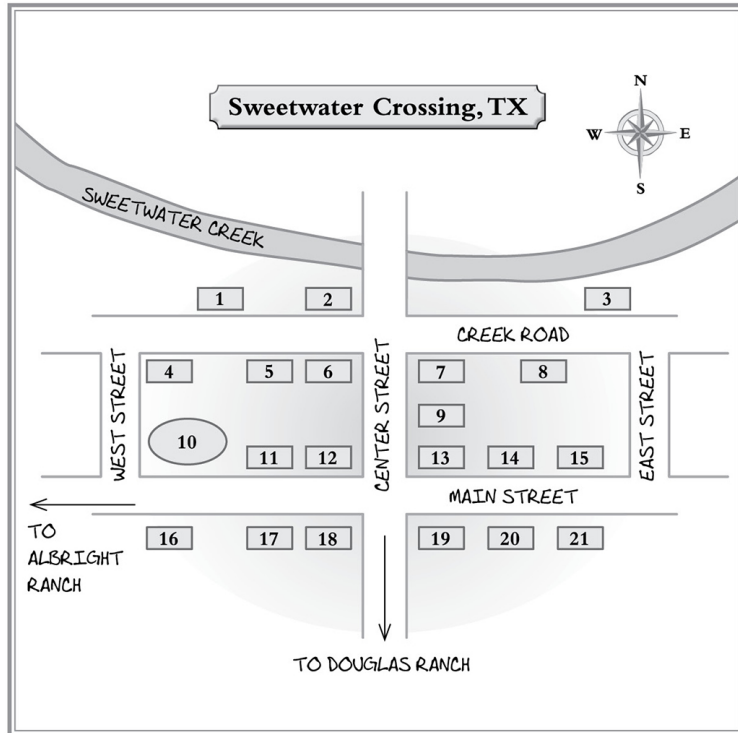 Sweetwater Crossing, TX
N
W E
S
SWEETWATER CREEK
1 2 3
CREEK ROAD
WEST STREET
CENTER STREET
EAST STREET
4 5 6 7 8
9
10
11 12 13 14 15
MAIN STREET
TO
ALBRIGHT
RANCH
16 17 18 19 20 21
TO DOUGLAS RANCH